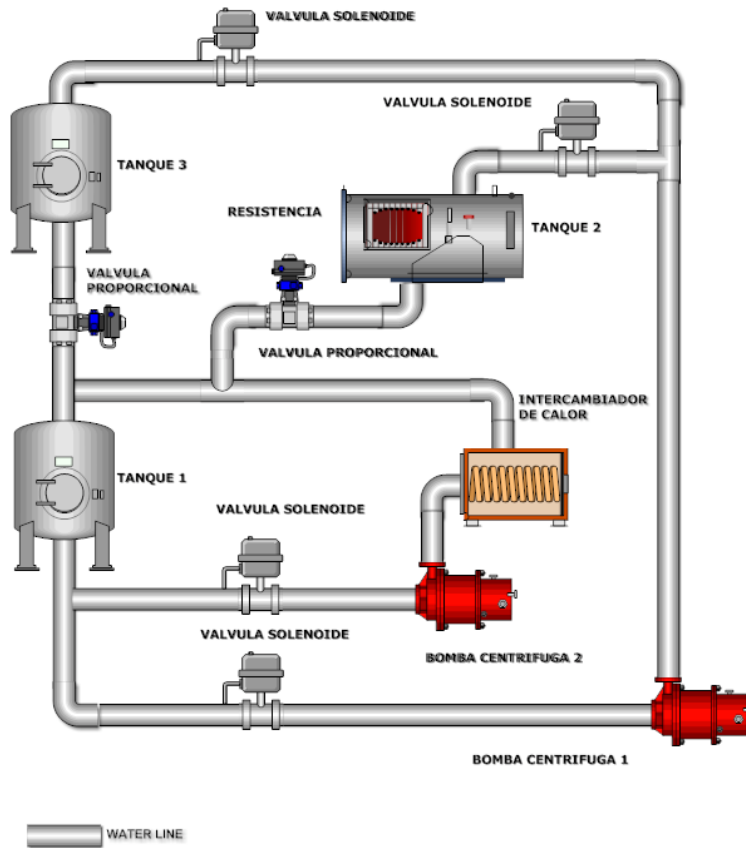 VALVULA SOLENOIDE
VALVULA SOLENOIDE
TANQUE 3
RESISTENCIA
TANQUE 2
VALVULA
PROPORCIONAL
VALVULA PROPORCIONAL
INTERCAMBIADOR
DE CALOR
TANQUE 1
VALVULA SOLENOIDE
VALVULA SOLENOIDE
BOMBA CENTRIFUGA 2
BOMBA CENTRIFUGA 1
WATER LINE